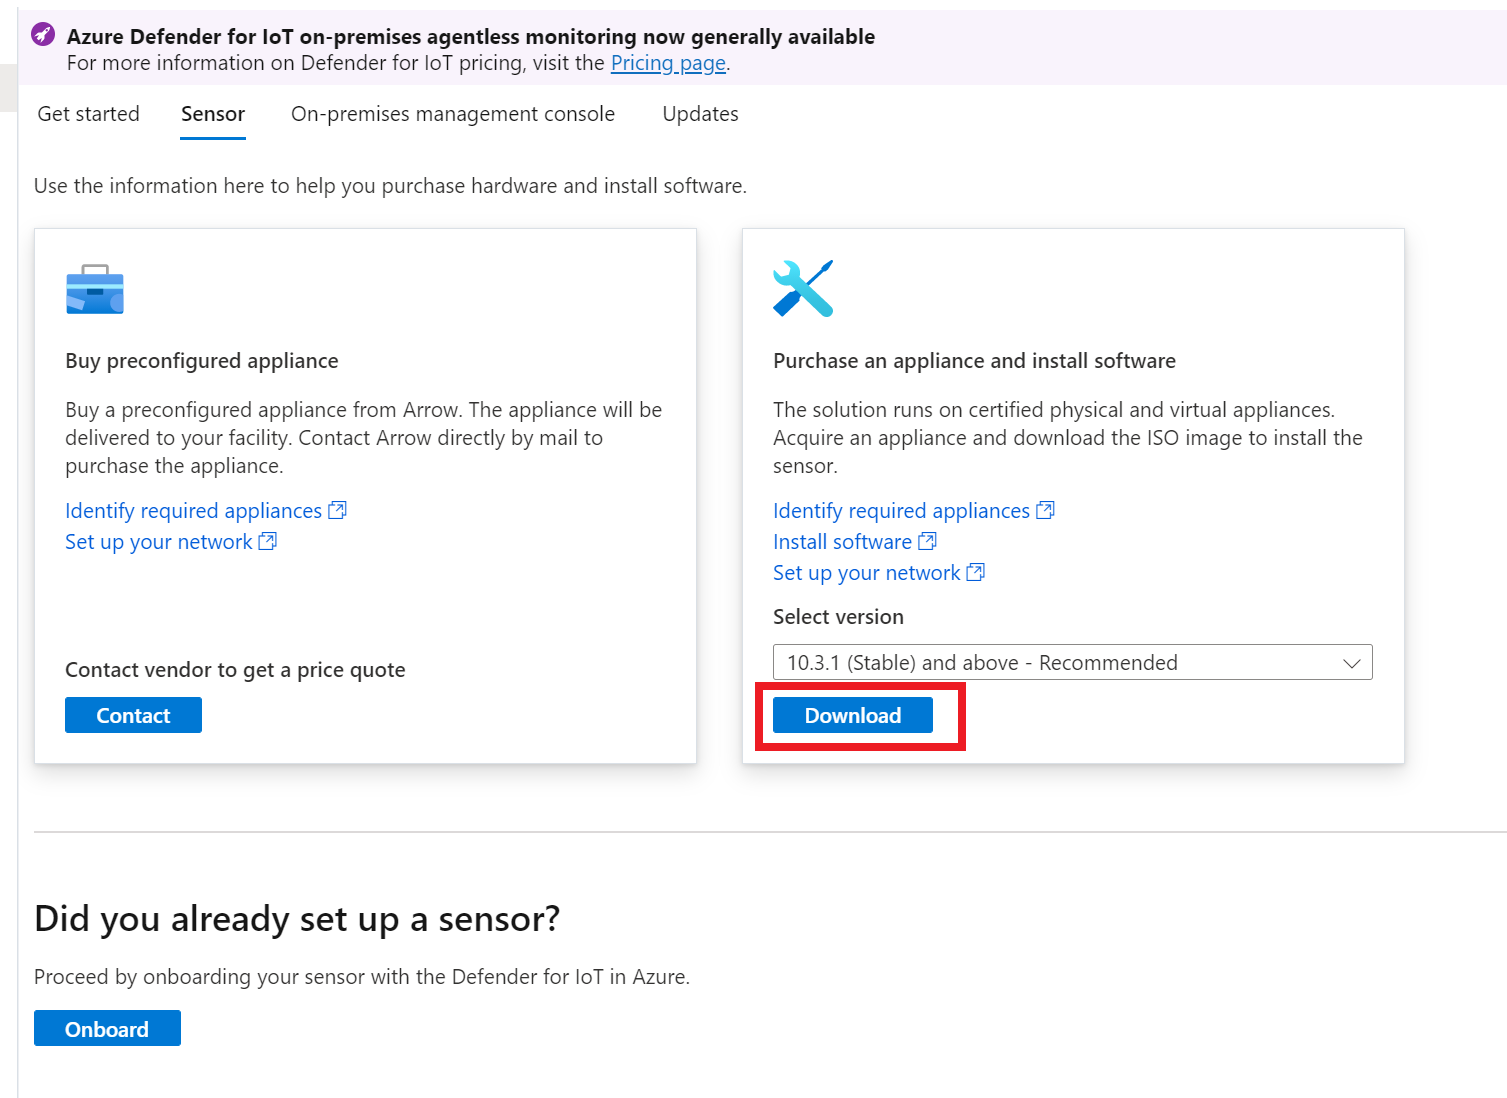 Azure Defender for IoT on-premises agentless monitoring now generally available
For more information on Defender for IoT pricing, visit the Pricing page.
Get started Sensor On-premises management console Updates
Use the information here to help you purchase hardware and install software.
Buy preconfigured appliance
Buy a preconfigured appliance from Arrow. The appliance will be
delivered to your facility. Contact Arrow directly by mail to
purchase the appliance.
Identify required appliances
Set up your network
Contact vendor to get a price quote
Contact
Purchase an appliance and install software
The solution runs on certified physical and virtual appliances.
Acquire an appliance and download the ISO image to install the
sensor.
Identify required appliances
Install software
Set up your network
Select version
10.3.1 (Stable) and above - Recommended
Download
Did you already set up a sensor?
Proceed by onboarding your sensor with the Defender for IoT in Azure.
Onboard